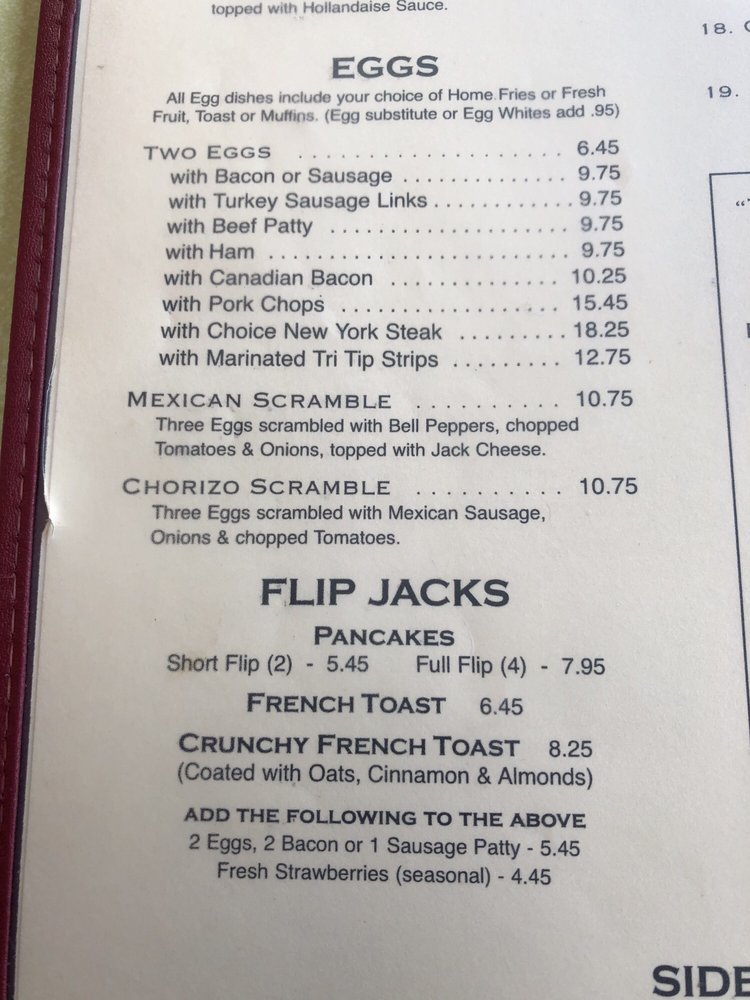 topped with Hollandaise Sauce.
EGGS
All Egg dishes include your choice of Home Fries or Fresh
Fruit, Toast or Muffins. (Egg substitute or Egg Whites add .95)
TWO EGGS . . . . . . . . . . . . . . . . . . . . 6.45
with Bacon or Sausage . . . . . . . . . . . . . . 9.75
with Turkey Sausage Links . . . . . . . . . . . . 9.75
with Beef Patty . . . . . . . . . . . . . . . . . . . . 9.75
with Ham . . . . . . . . . . . . . . . . . . . . . . . . . 9.75
with Canadian Bacon . . . . . . . . . . . . . . 10.25
with Pork Chops . . . . . . . . . . . . . . . . . . 15.45
with Choice New York Steak . . . . . . . . . 18.25
with Marinated Tri Tip Strips . . . . . . . . . 12.75
MEXICAN SCRAMBLE . . . . . . . . . . 10.75
Three Eggs scrambled with Bell Peppers, chopped
Tomatoes & Onions, topped with Jack Cheese.
CHORIZO SCRAMBLE . . . . . . . . . . 10.75
Three Eggs scrambled with Mexican Sausage,
Onions & chopped Tomatoes.
FLIP JACKS
PANCAKES
Short Flip (2) - 5.45 Full Flip (4) - 7.95
FRENCH TOAST 6.45
CRUNCHY FRENCH TOAST 8.25
(Coated with Oats, Cinnamon & Almonds)
ADD THE FOLLOWING TO THE ABOVE
2 Eggs, 2 Bacon or 1 Sausage Patty - 5.45
Fresh Strawberries (seasonal) - 4.45
18.
19.
SIDE